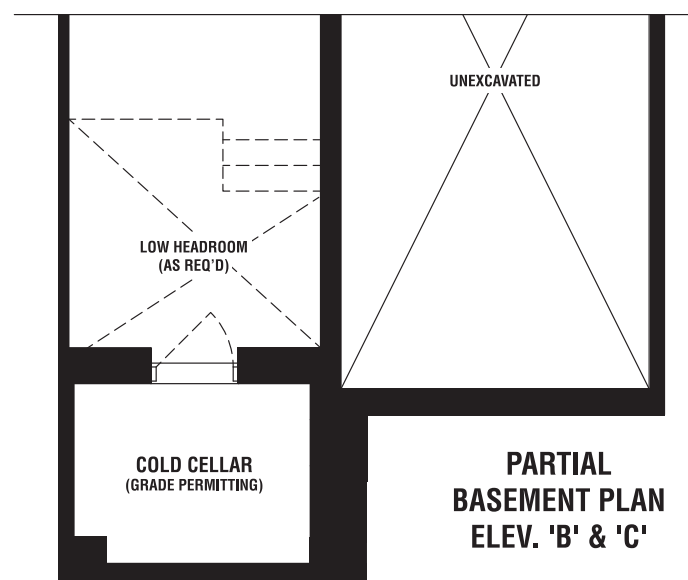 UNEXCAVATED
LOW HEADROOM
(AS REQ'D)
COLD CELLAR
(GRADE PERMITTING)
PARTIAL
BASEMENT PLAN
ELEV. 'B' & 'C'